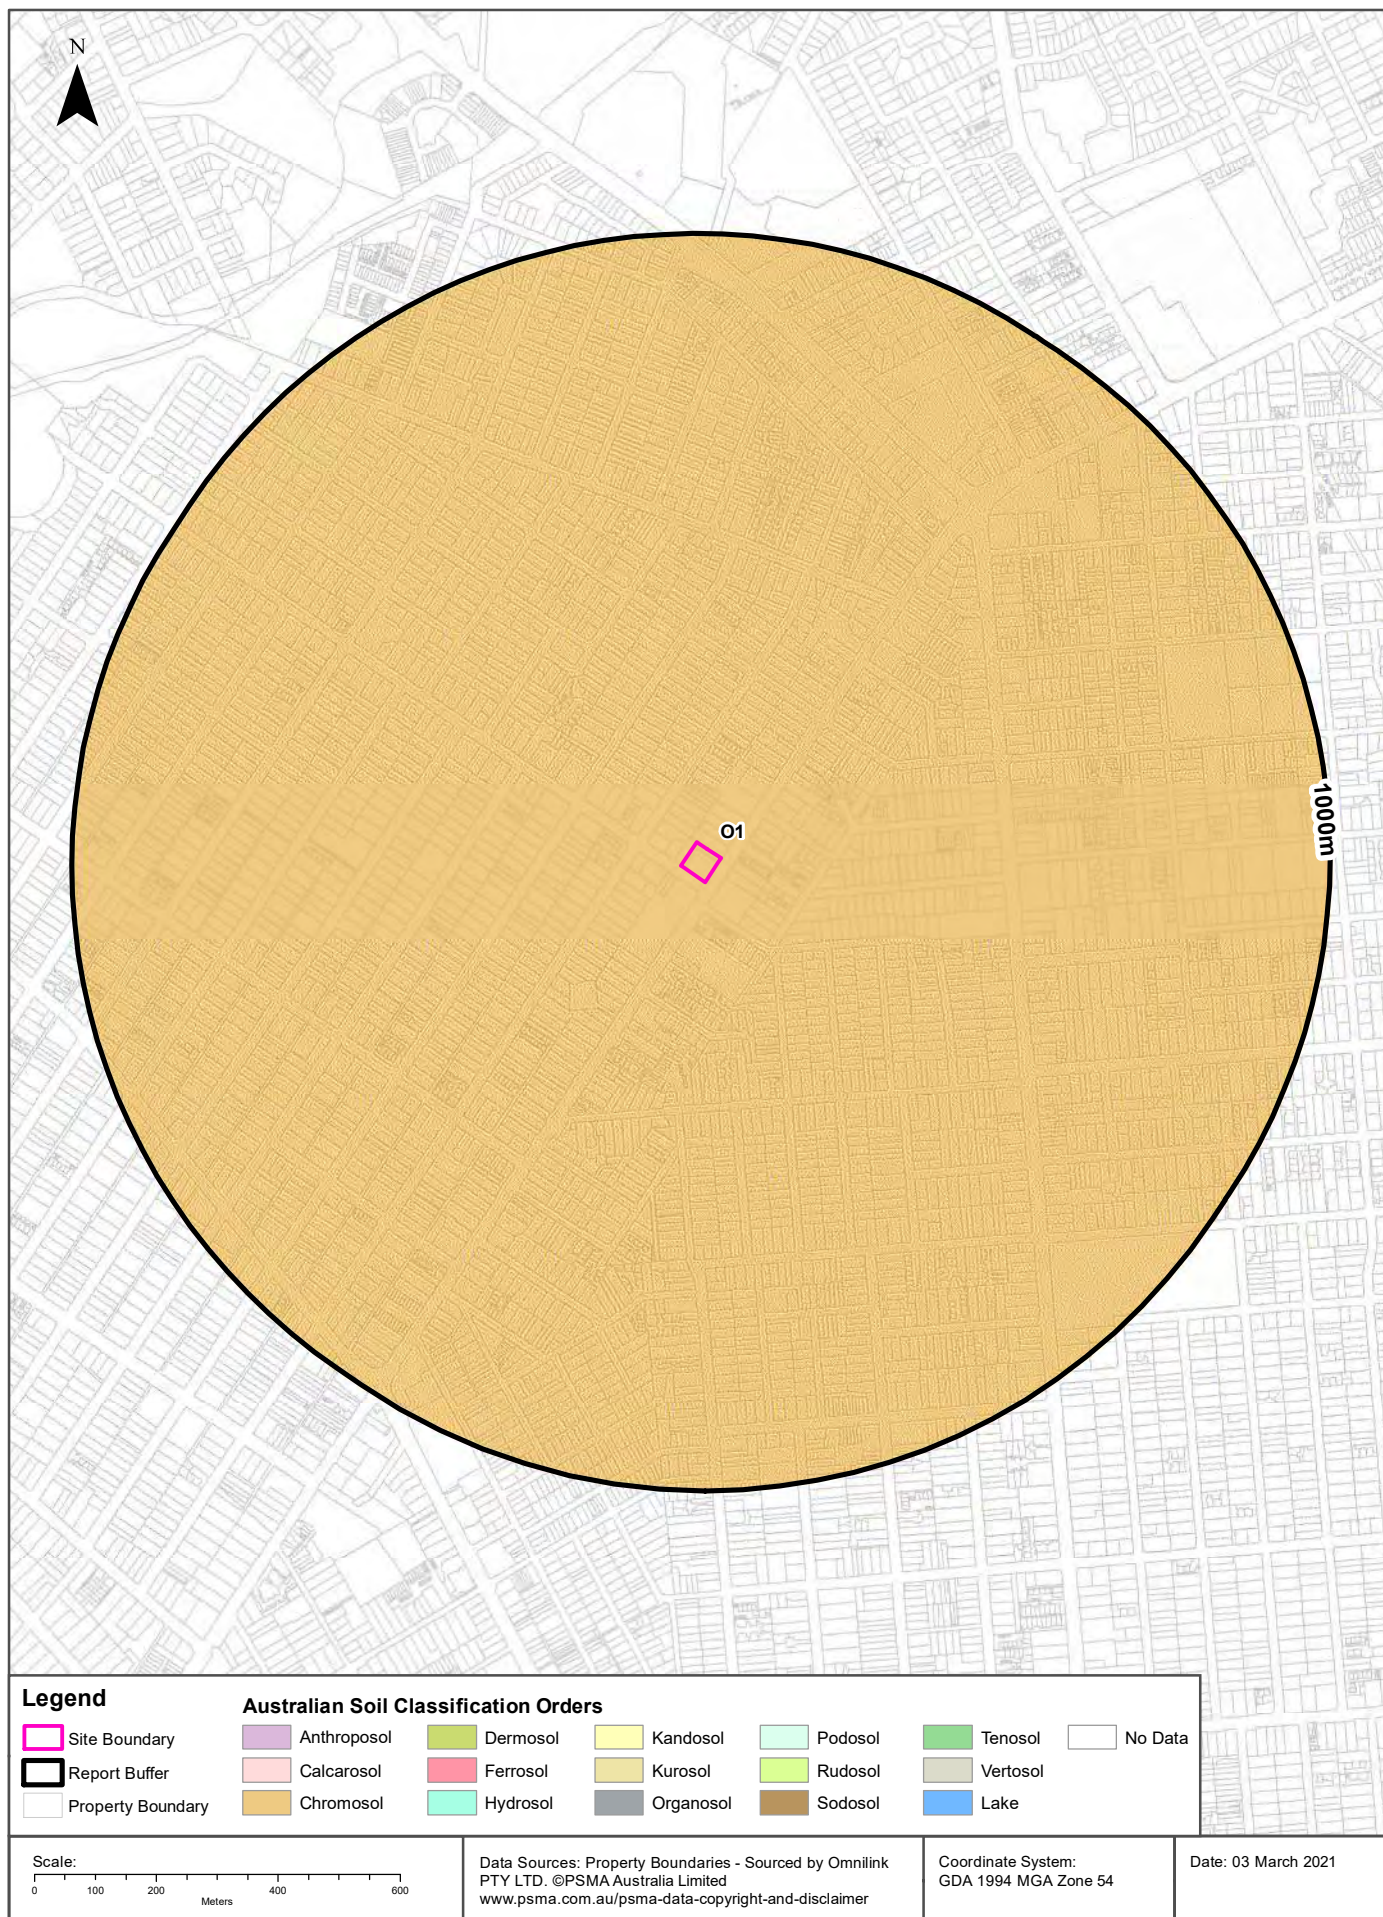 N
O1
1000m
Legend
Site Boundary
Report Buffer
Property Boundary
Australian Soil Classification Orders
Anthroposol
Calcarosol
Chromosol
Dermosol
Ferrosol
Hydrosol
Kandosol
Kurosol
Organosol
Podosol
Rudosol
Sodosol
Tenosol
Vertosol
Lake
No Data
Scale:
0 100 200 400 600
Meters
Data Sources: Property Boundaries - Sourced by Omnilink
PTY LTD. ©PSMA Australia Limited
www.psma.com.au/psma-data-copyright-and-disclaimer
Coordinate System:
GDA 1994 MGA Zone 54
Date: 03 March 2021